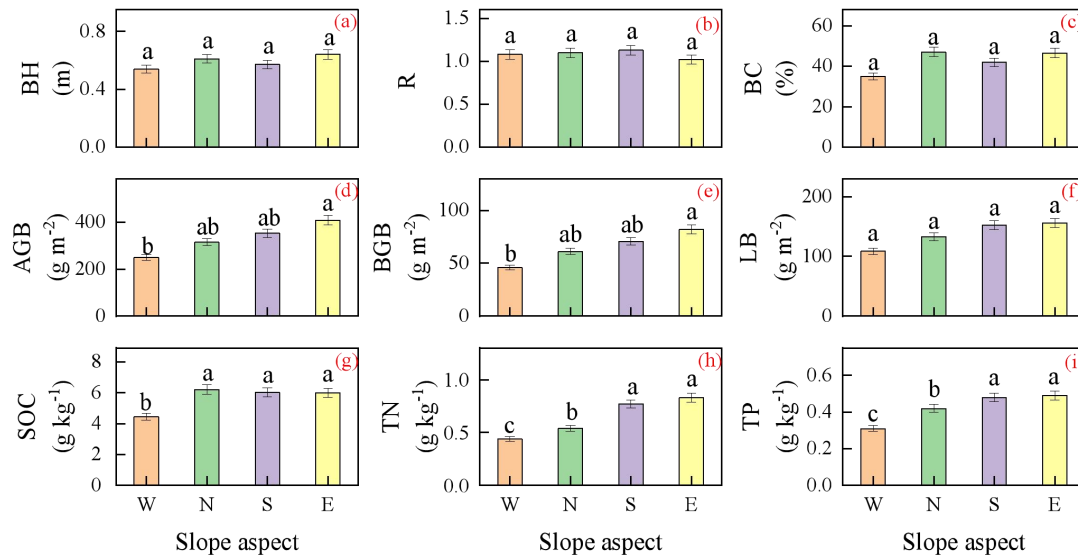 (a)
BH
(m)
0.8
0.4
0.0
a a a a
(b)
R
1.5
1.0
0.5
0.0
a a a a
(c)
BC
(%)
60
40
20
0
a a a a
(d)
AGB
(g m⁻²)
400
200
0
b ab ab a
(e)
BGB
(g m⁻²)
100
50
0
b ab ab a
(f)
LB
(g m⁻²)
200
100
0
a a a a
(g)
SOC
(g kg⁻¹)
8
6
4
2
0
b a a a
W N S E
Slope aspect
(h)
TN
(g kg⁻¹)
1.0
0.5
0.0
c b a a
W N S E
Slope aspect
(i)
TP
(g kg⁻¹)
0.6
0.4
0.2
0.0
c b a a
W N S E
Slope aspect